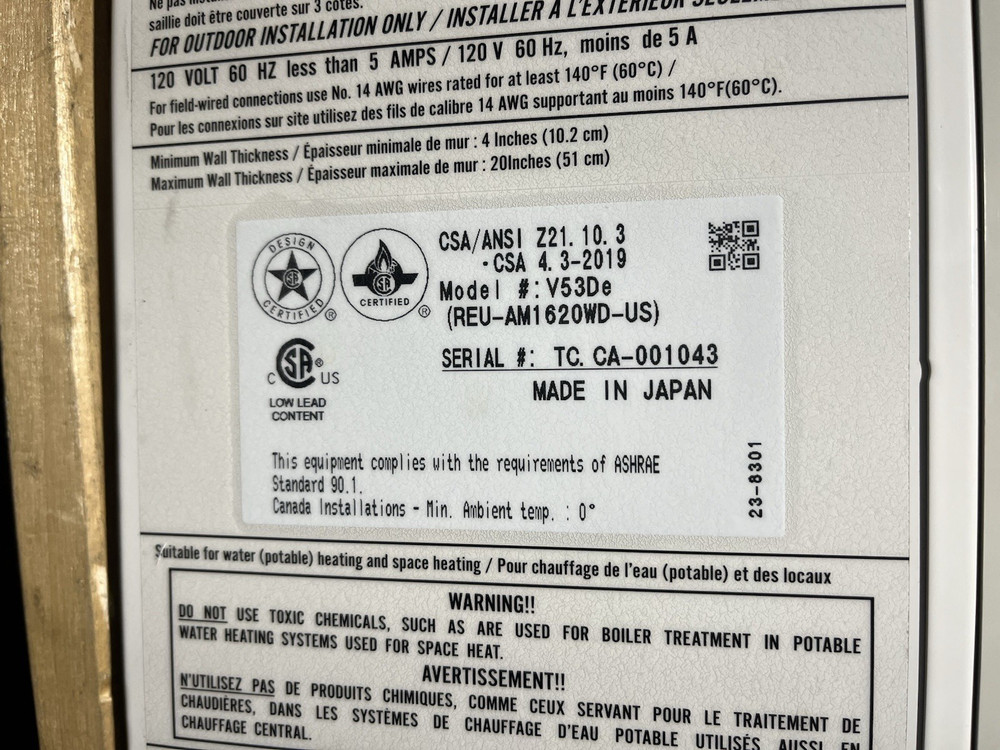 Ne pas
saillie doit être couverte sur 3 côtés.
FOR OUTDOOR INSTALLATION ONLY / INSTALLER À L'EXTÉRIEUR
120 VOLT 60 HZ less than 5 AMPS / 120 V 60 Hz, moins de 5 A
For field-wired connections use No. 14 AWG wires rated for at least 140°F (60°C) /
Pour les connexions sur site utilisez des fils de calibre 14 AWG supportant au moins 140°F(60°C).
Minimum Wall Thickness / Épaisseur minimale de mur : 4 Inches (10.2 cm)
Maximum Wall Thickness / Épaisseur maximale de mur : 20Inches (51 cm)
DESIGN
SA
CERTIFIED
®
SA
CERTIFIED
®
CSA/ANSI Z21. 10. 3
·CSA 4. 3-2019
Model #:V53De
(REU-AM1620WD-US)
SERIAL #: TC. CA-001043
MADE IN JAPAN
C SA ® US
LOW LEAD
CONTENT
This equipment complies with the requirements of ASHRAE
Standard 90.1.
Canada Installations - Min. Ambient temp. : 0°
23-8301
Suitable for water (potable) heating and space heating / Pour chauffage de l'eau (potable) et des locaux
WARNING!!
DO NOT USE TOXIC CHEMICALS, SUCH AS ARE USED FOR BOILER TREATMENT IN POTABLE
WATER HEATING SYSTEMS USED FOR SPACE HEAT.
AVERTISSEMENT!!
N'UTILISEZ PAS DE PRODUITS CHIMIQUES, COMME CEUX SERVANT POUR LE TRAITEMENT DE
CHAUDIÈRES, DANS LES SYSTÈMES DE CHAUFFAGE D'EAU POTABLE UTILISÉS AUSSI EN
CHAUFFAGE CENTRAL.